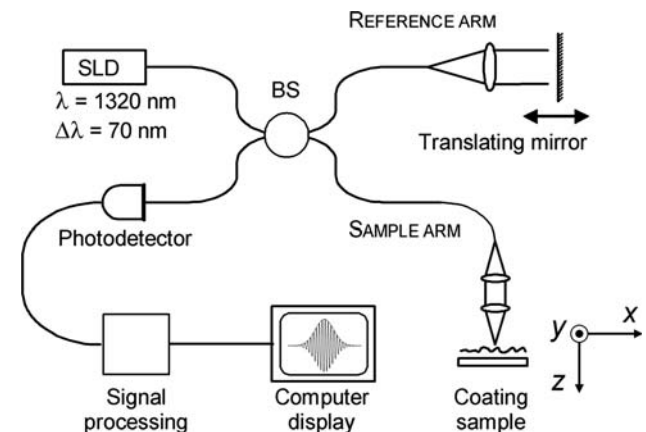 REFERENCE ARM
SLD
BS
λ = 1320 nm
Δλ = 70 nm
Translating mirror
Photodetector
SAMPLE ARM
y
x
z
Signal
processing
Computer
display
Coating
sample